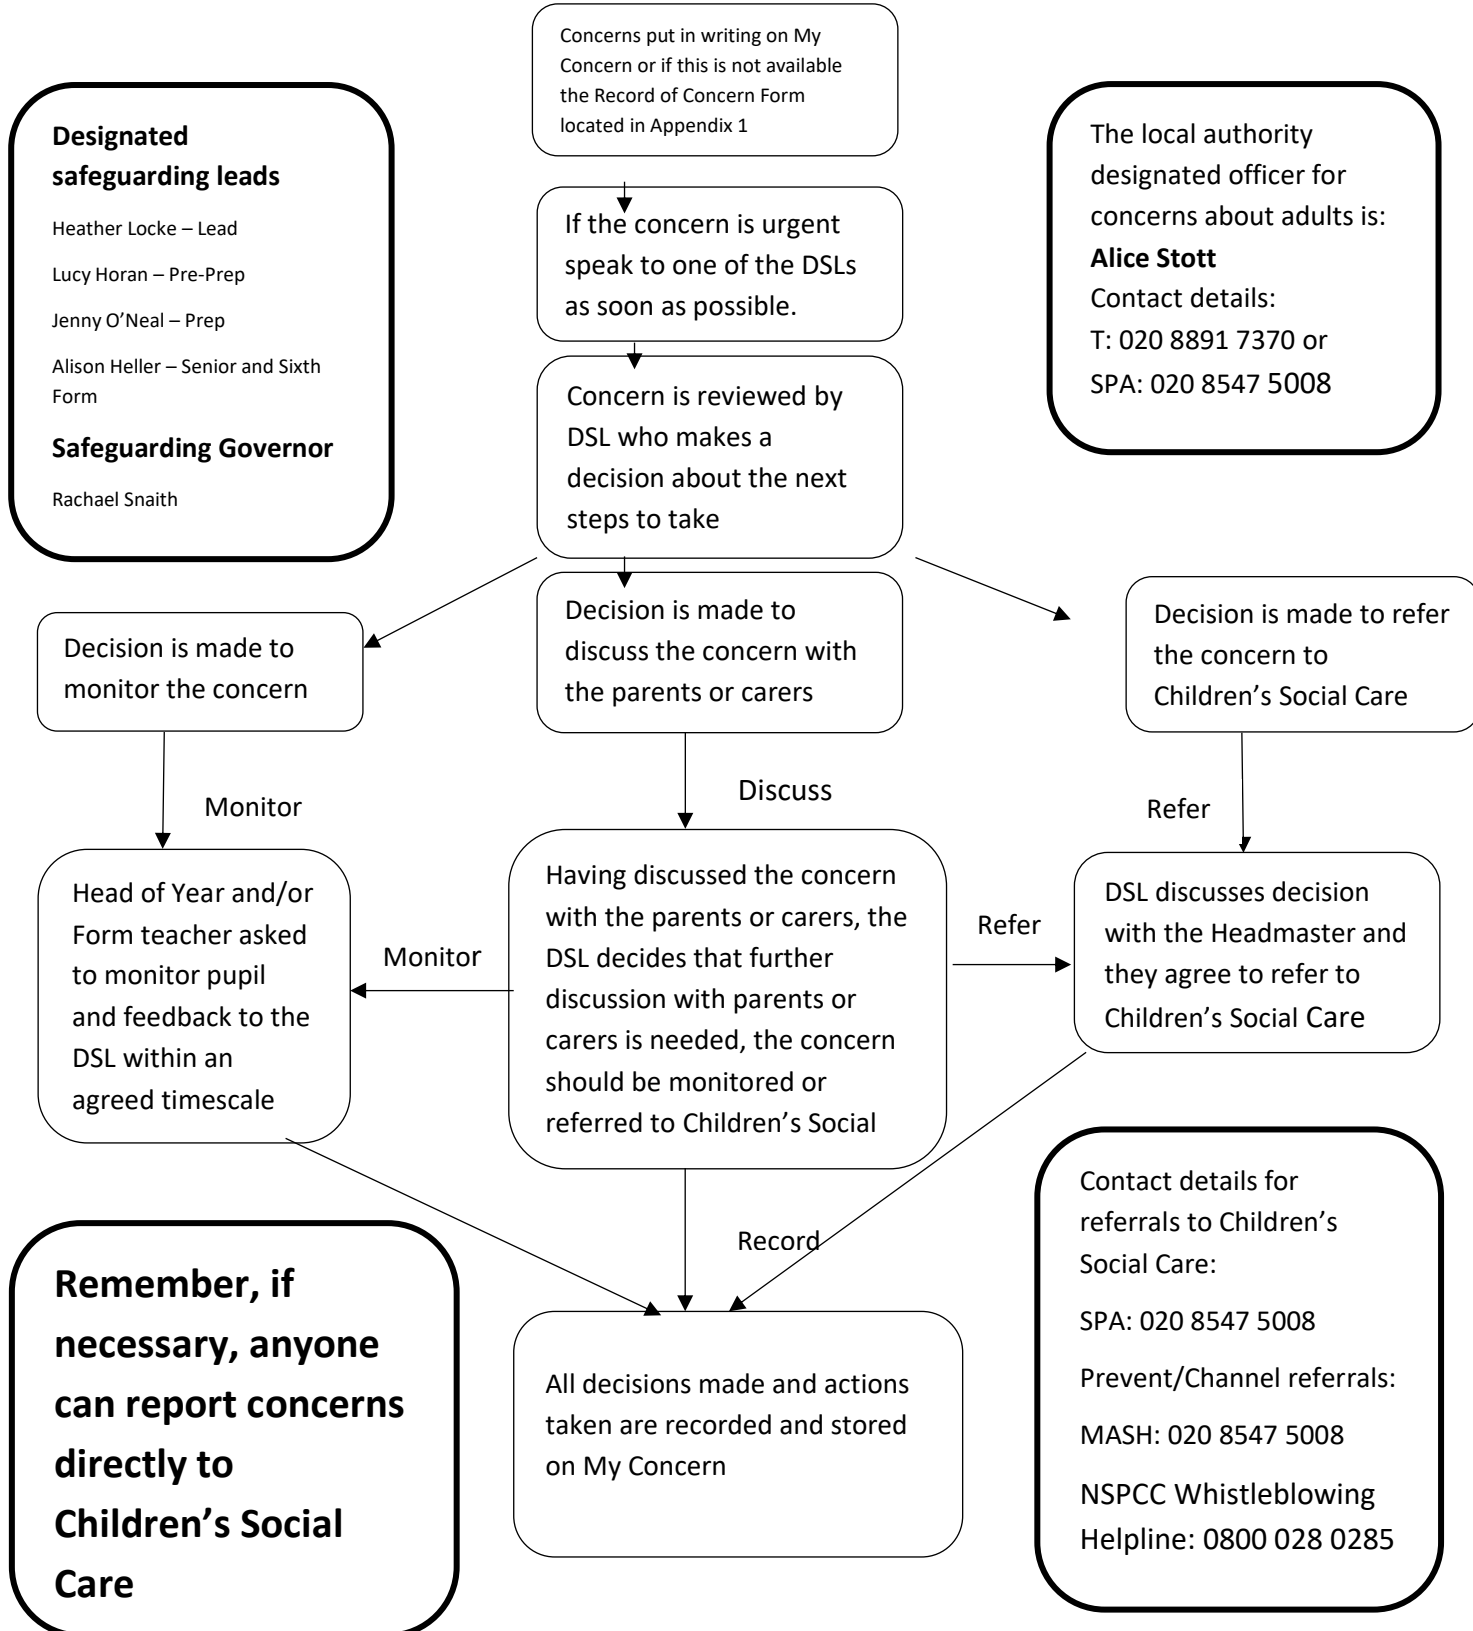 Concerns put in writing on My
Concern or if this is not available
the Record of Concern Form
located in Appendix 1
Designated
safeguarding leads
Heather Locke – Lead
Lucy Horan – Pre-Prep
Jenny O’Neal – Prep
Alison Heller – Senior and Sixth
Form
Safeguarding Governor
Rachael Snaith
The local authority
designated officer for
concerns about adults is:
Alice Stott
Contact details:
T: 020 8891 7370 or
SPA: 020 8547 5008
If the concern is urgent
speak to one of the DSLs
as soon as possible.
Concern is reviewed by
DSL who makes a
decision about the next
steps to take
Decision is made to
monitor the concern
Decision is made to
discuss the concern with
the parents or carers
Decision is made to refer
the concern to
Children’s Social Care
Monitor
Discuss
Refer
Head of Year and/or
Form teacher asked
to monitor pupil
and feedback to the
DSL within an
agreed timescale
Monitor
Having discussed the concern
with the parents or carers, the
DSL decides that further
discussion with parents or
carers is needed, the concern
should be monitored or
referred to Children’s Social
Refer
DSL discusses decision
with the Headmaster and
they agree to refer to
Children’s Social Care
Record
Remember, if
necessary, anyone
can report concerns
directly to
Children’s Social
Care
All decisions made and actions
taken are recorded and stored
on My Concern
Contact details for
referrals to Children’s
Social Care:
SPA: 020 8547 5008
Prevent/Channel referrals:
MASH: 020 8547 5008
NSPCC Whistleblowing
Helpline: 0800 028 0285